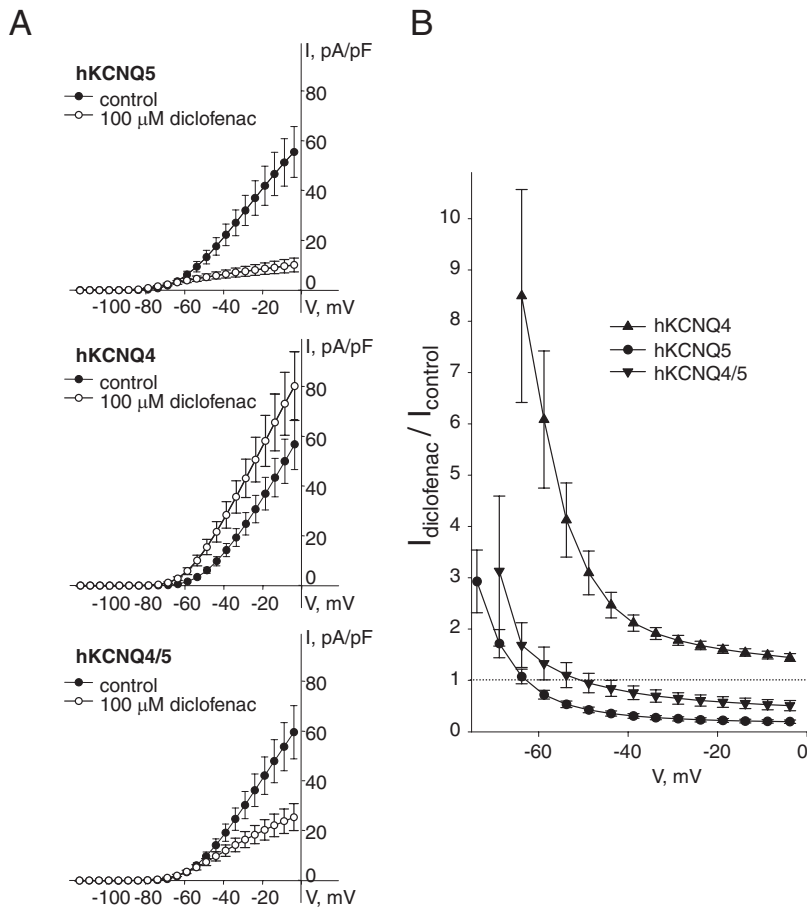 A
I, pA/pF
hKCNQ5
control
100 μM diclofenac
80
60
40
20
0
-100 -80 -60 -40 -20
V, mV
I, pA/pF
hKCNQ4
control
100 μM diclofenac
80
60
40
20
0
-100 -80 -60 -40 -20
V, mV
I, pA/pF
hKCNQ4/5
control
100 μM diclofenac
80
60
40
20
0
-100 -80 -60 -40 -20
V, mV
B
I diclofenac / I control
10
9
8
7
6
5
4
3
2
1
0
hKCNQ4
hKCNQ5
hKCNQ4/5
-60 -40 -20 0
V, mV